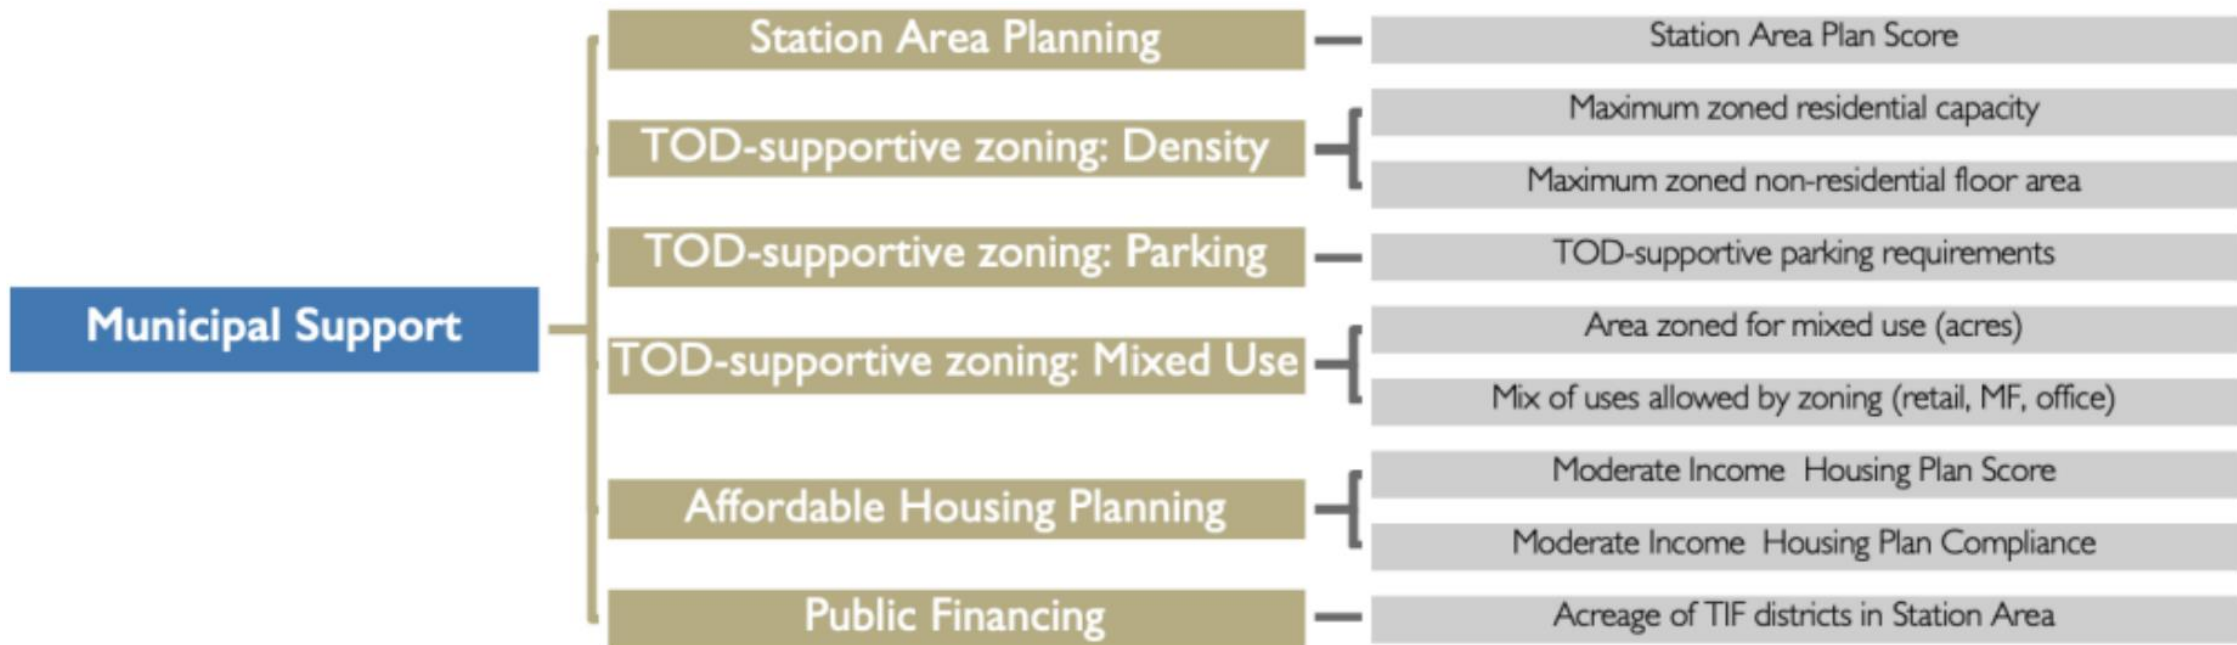 Municipal Support
Station Area Planning
Station Area Plan Score
TOD-supportive zoning: Density
Maximum zoned residential capacity
Maximum zoned non-residential floor area
TOD-supportive zoning: Parking
TOD-supportive parking requirements
TOD-supportive zoning: Mixed Use
Area zoned for mixed use (acres)
Mix of uses allowed by zoning (retail, MF, office)
Affordable Housing Planning
Moderate Income  Housing Plan Score
Moderate Income  Housing Plan Compliance
Public Financing
Acreage of TIF districts in Station Area